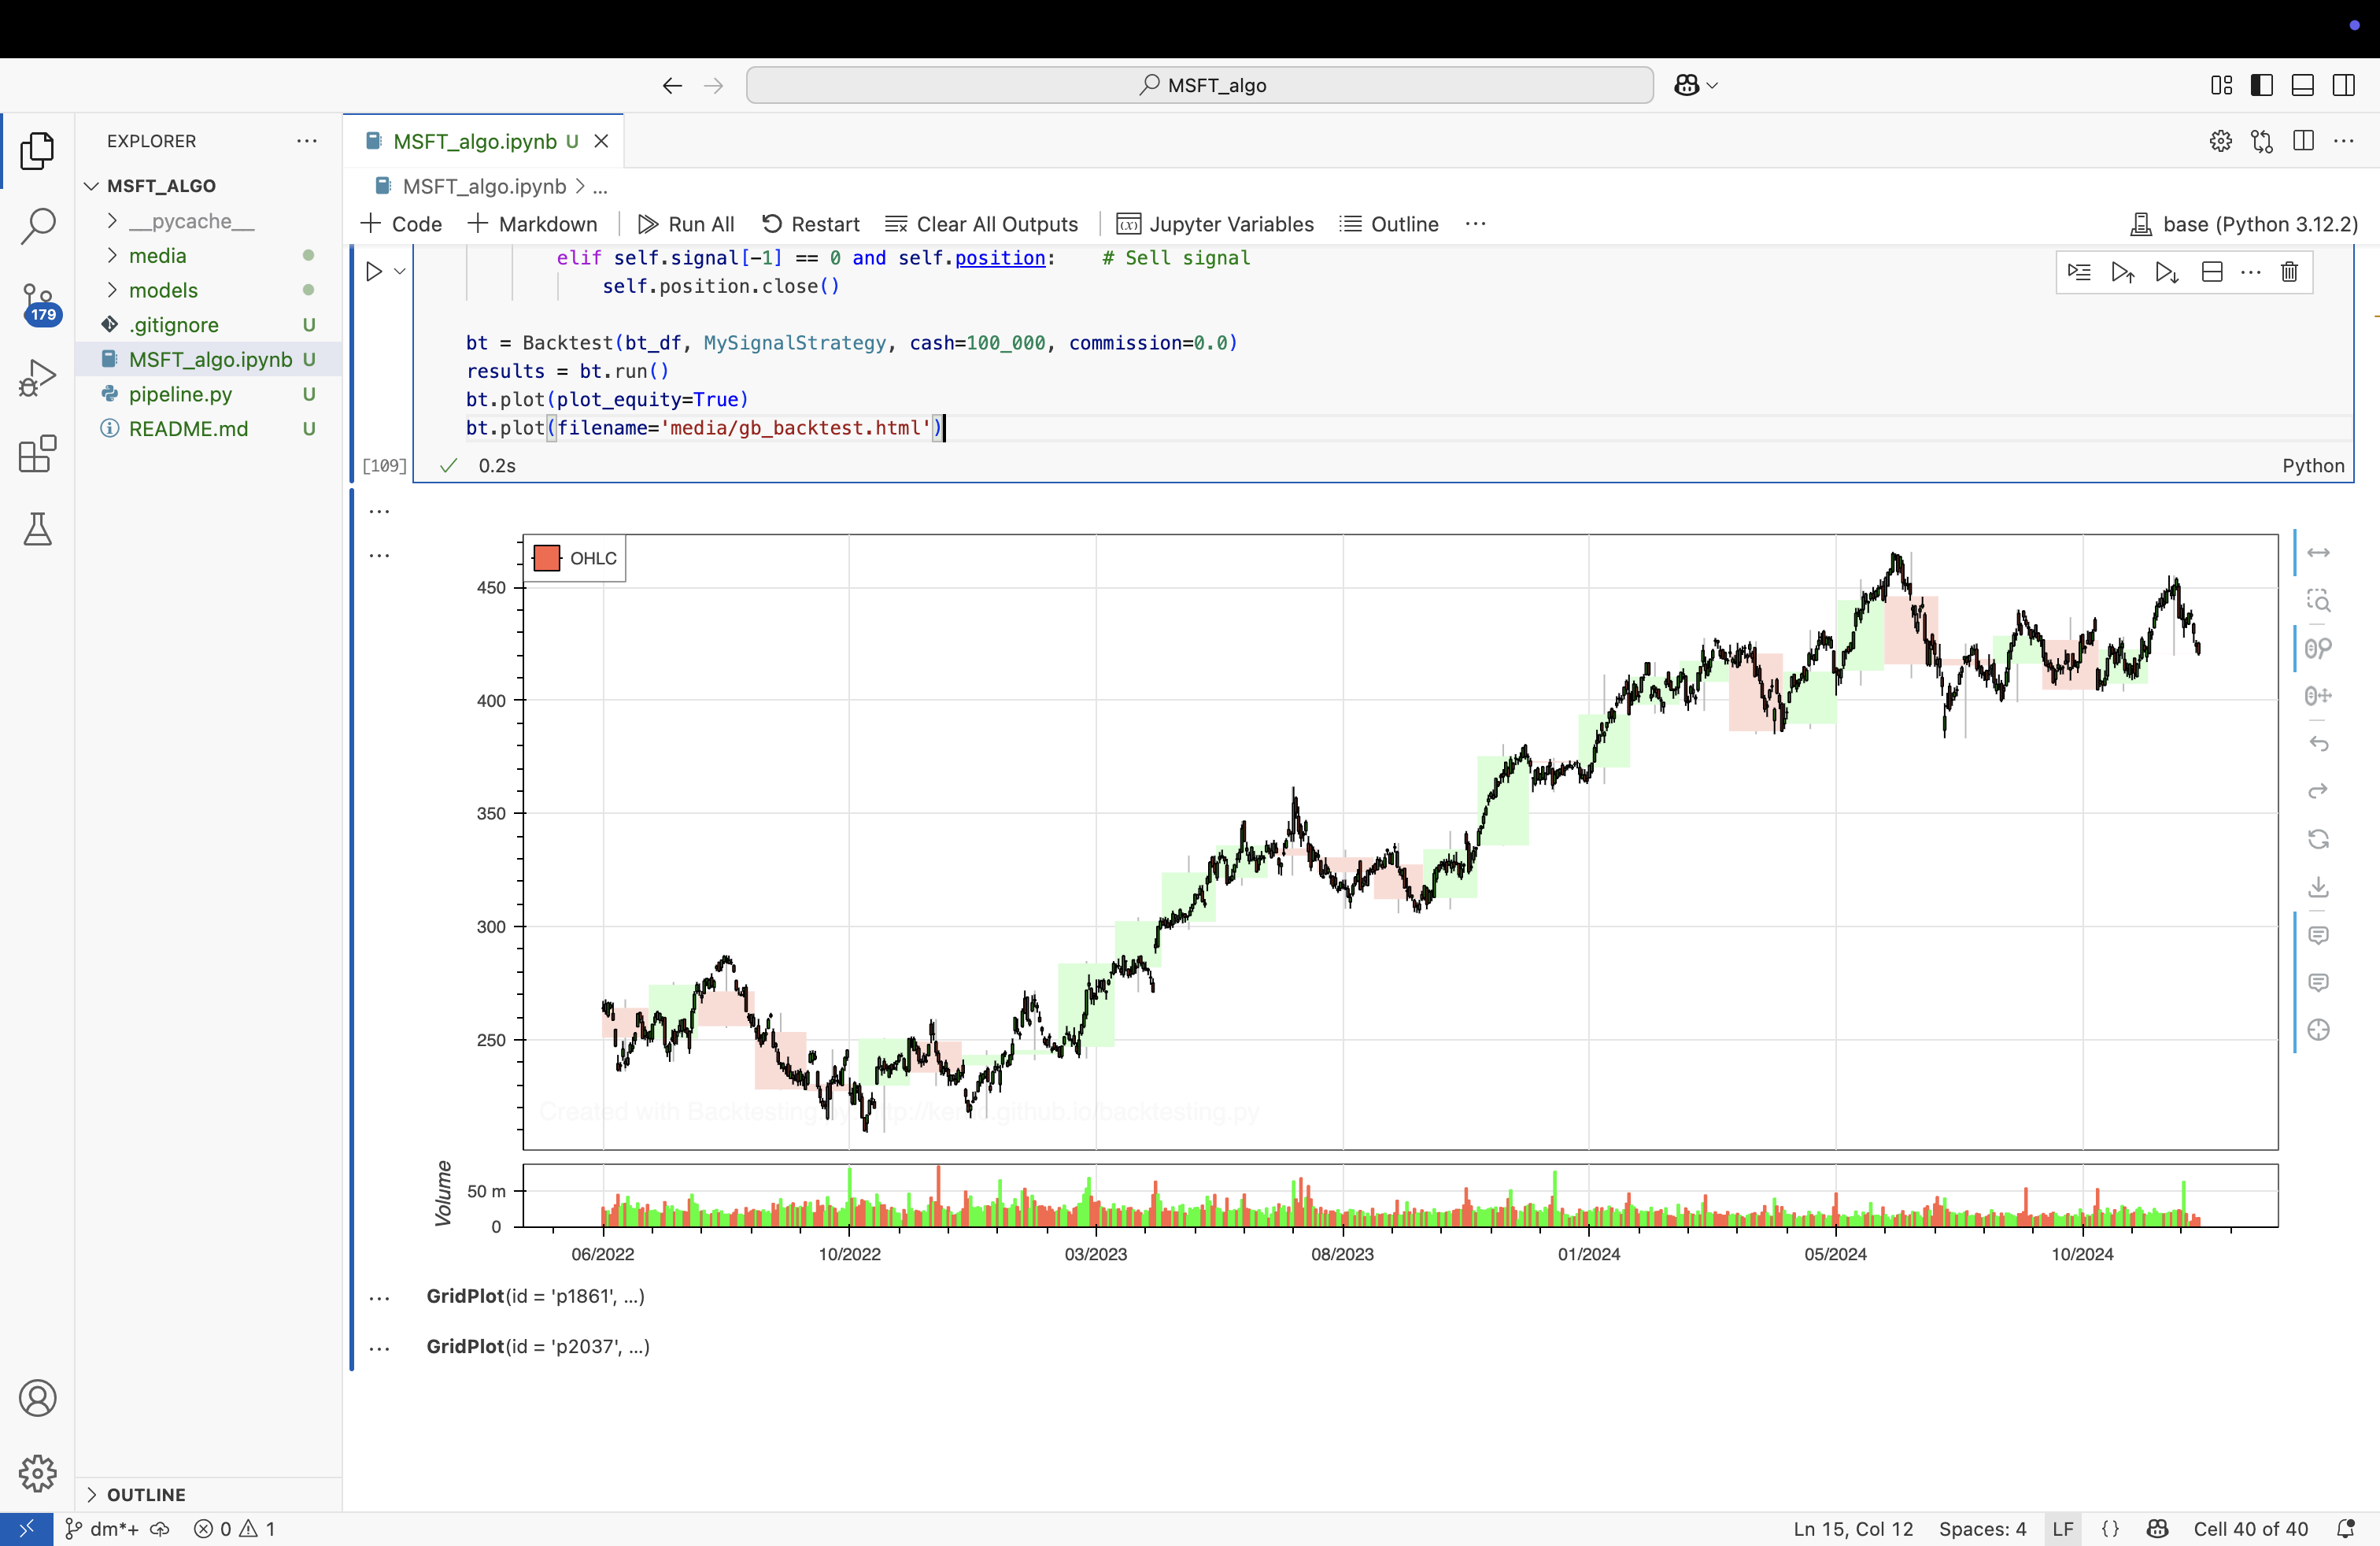 MSFT_algo
EXPLORER
MSFT_ALGO
__pycache__
media
models
.gitignore U
MSFT_algo.ipynb U
pipeline.py U
README.md U
179
OUTLINE
MSFT_algo.ipynb U
MSFT_algo.ipynb > ...
+ Code + Markdown Run All Restart Clear All Outputs Jupyter Variables Outline ...
base (Python 3.12.2)
elif self.signal[-1] == 0 and self.position: # Sell signal
self.position.close()
bt = Backtest(bt_df, MySignalStrategy, cash=100_000, commission=0.0)
results = bt.run()
bt.plot(plot_equity=True)
bt.plot(filename='media/gb_backtest.html')
[109] 0.2s Python
OHLC
450
400
350
300
250
Created with Backtesting github.io/backtesting.py
Volume
50 m
0
06/2022 10/2022 03/2023 08/2023 01/2024 05/2024 10/2024
GridPlot(id = 'p1861', ...)
GridPlot(id = 'p2037', ...)
dm*+ 0 1
Ln 15, Col 12 Spaces: 4 LF {} Cell 40 of 40